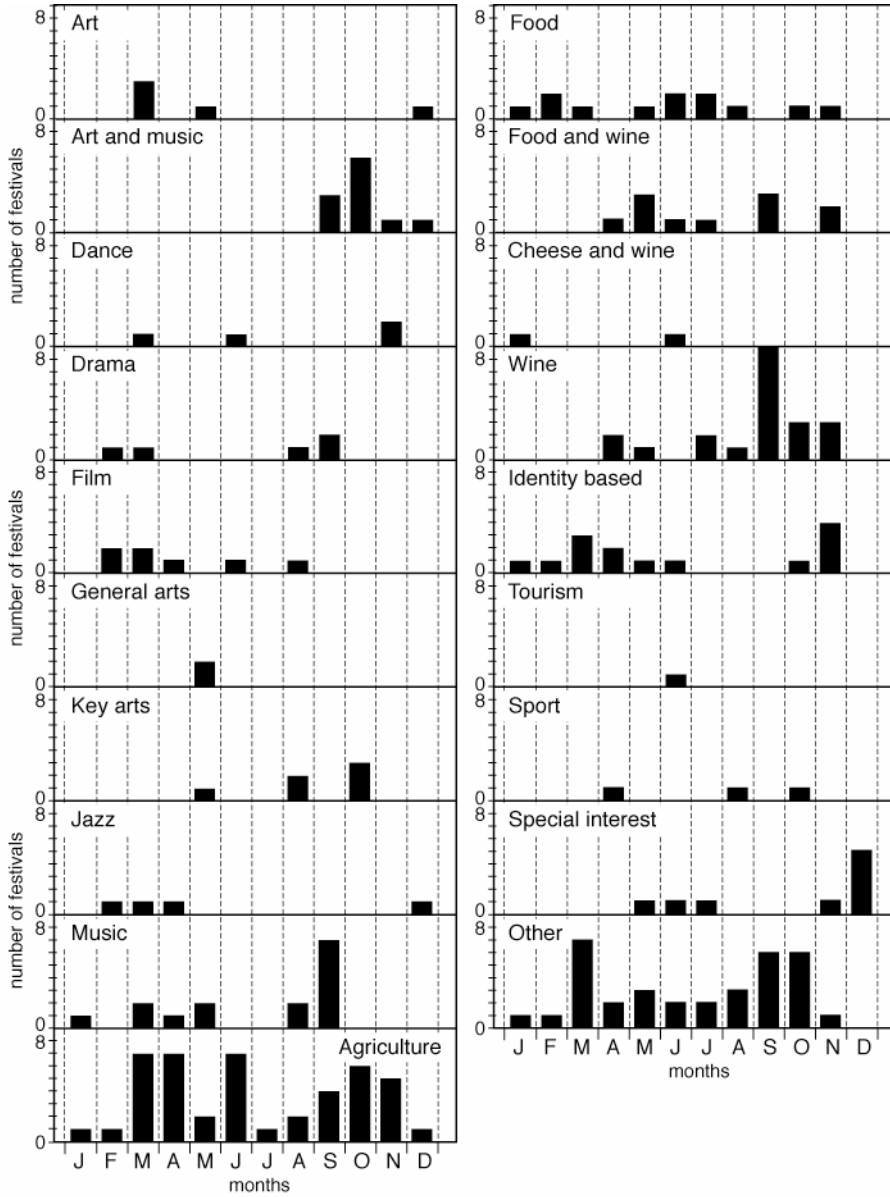 8
Art
0
8
Art and music
0
8
Dance
0
8
Drama
0
8
Film
0
8
General arts
0
8
Key arts
0
8
Jazz
0
8
Music
0
8
Agriculture
0
J F M A M J J A S O N D
months
number of festivals
number of festivals
number of festivals
8
Food
0
8
Food and wine
0
8
Cheese and wine
0
8
Wine
0
8
Identity based
0
8
Tourism
0
8
Sport
0
8
Special interest
0
8
Other
0
J F M A M J J A S O N D
months